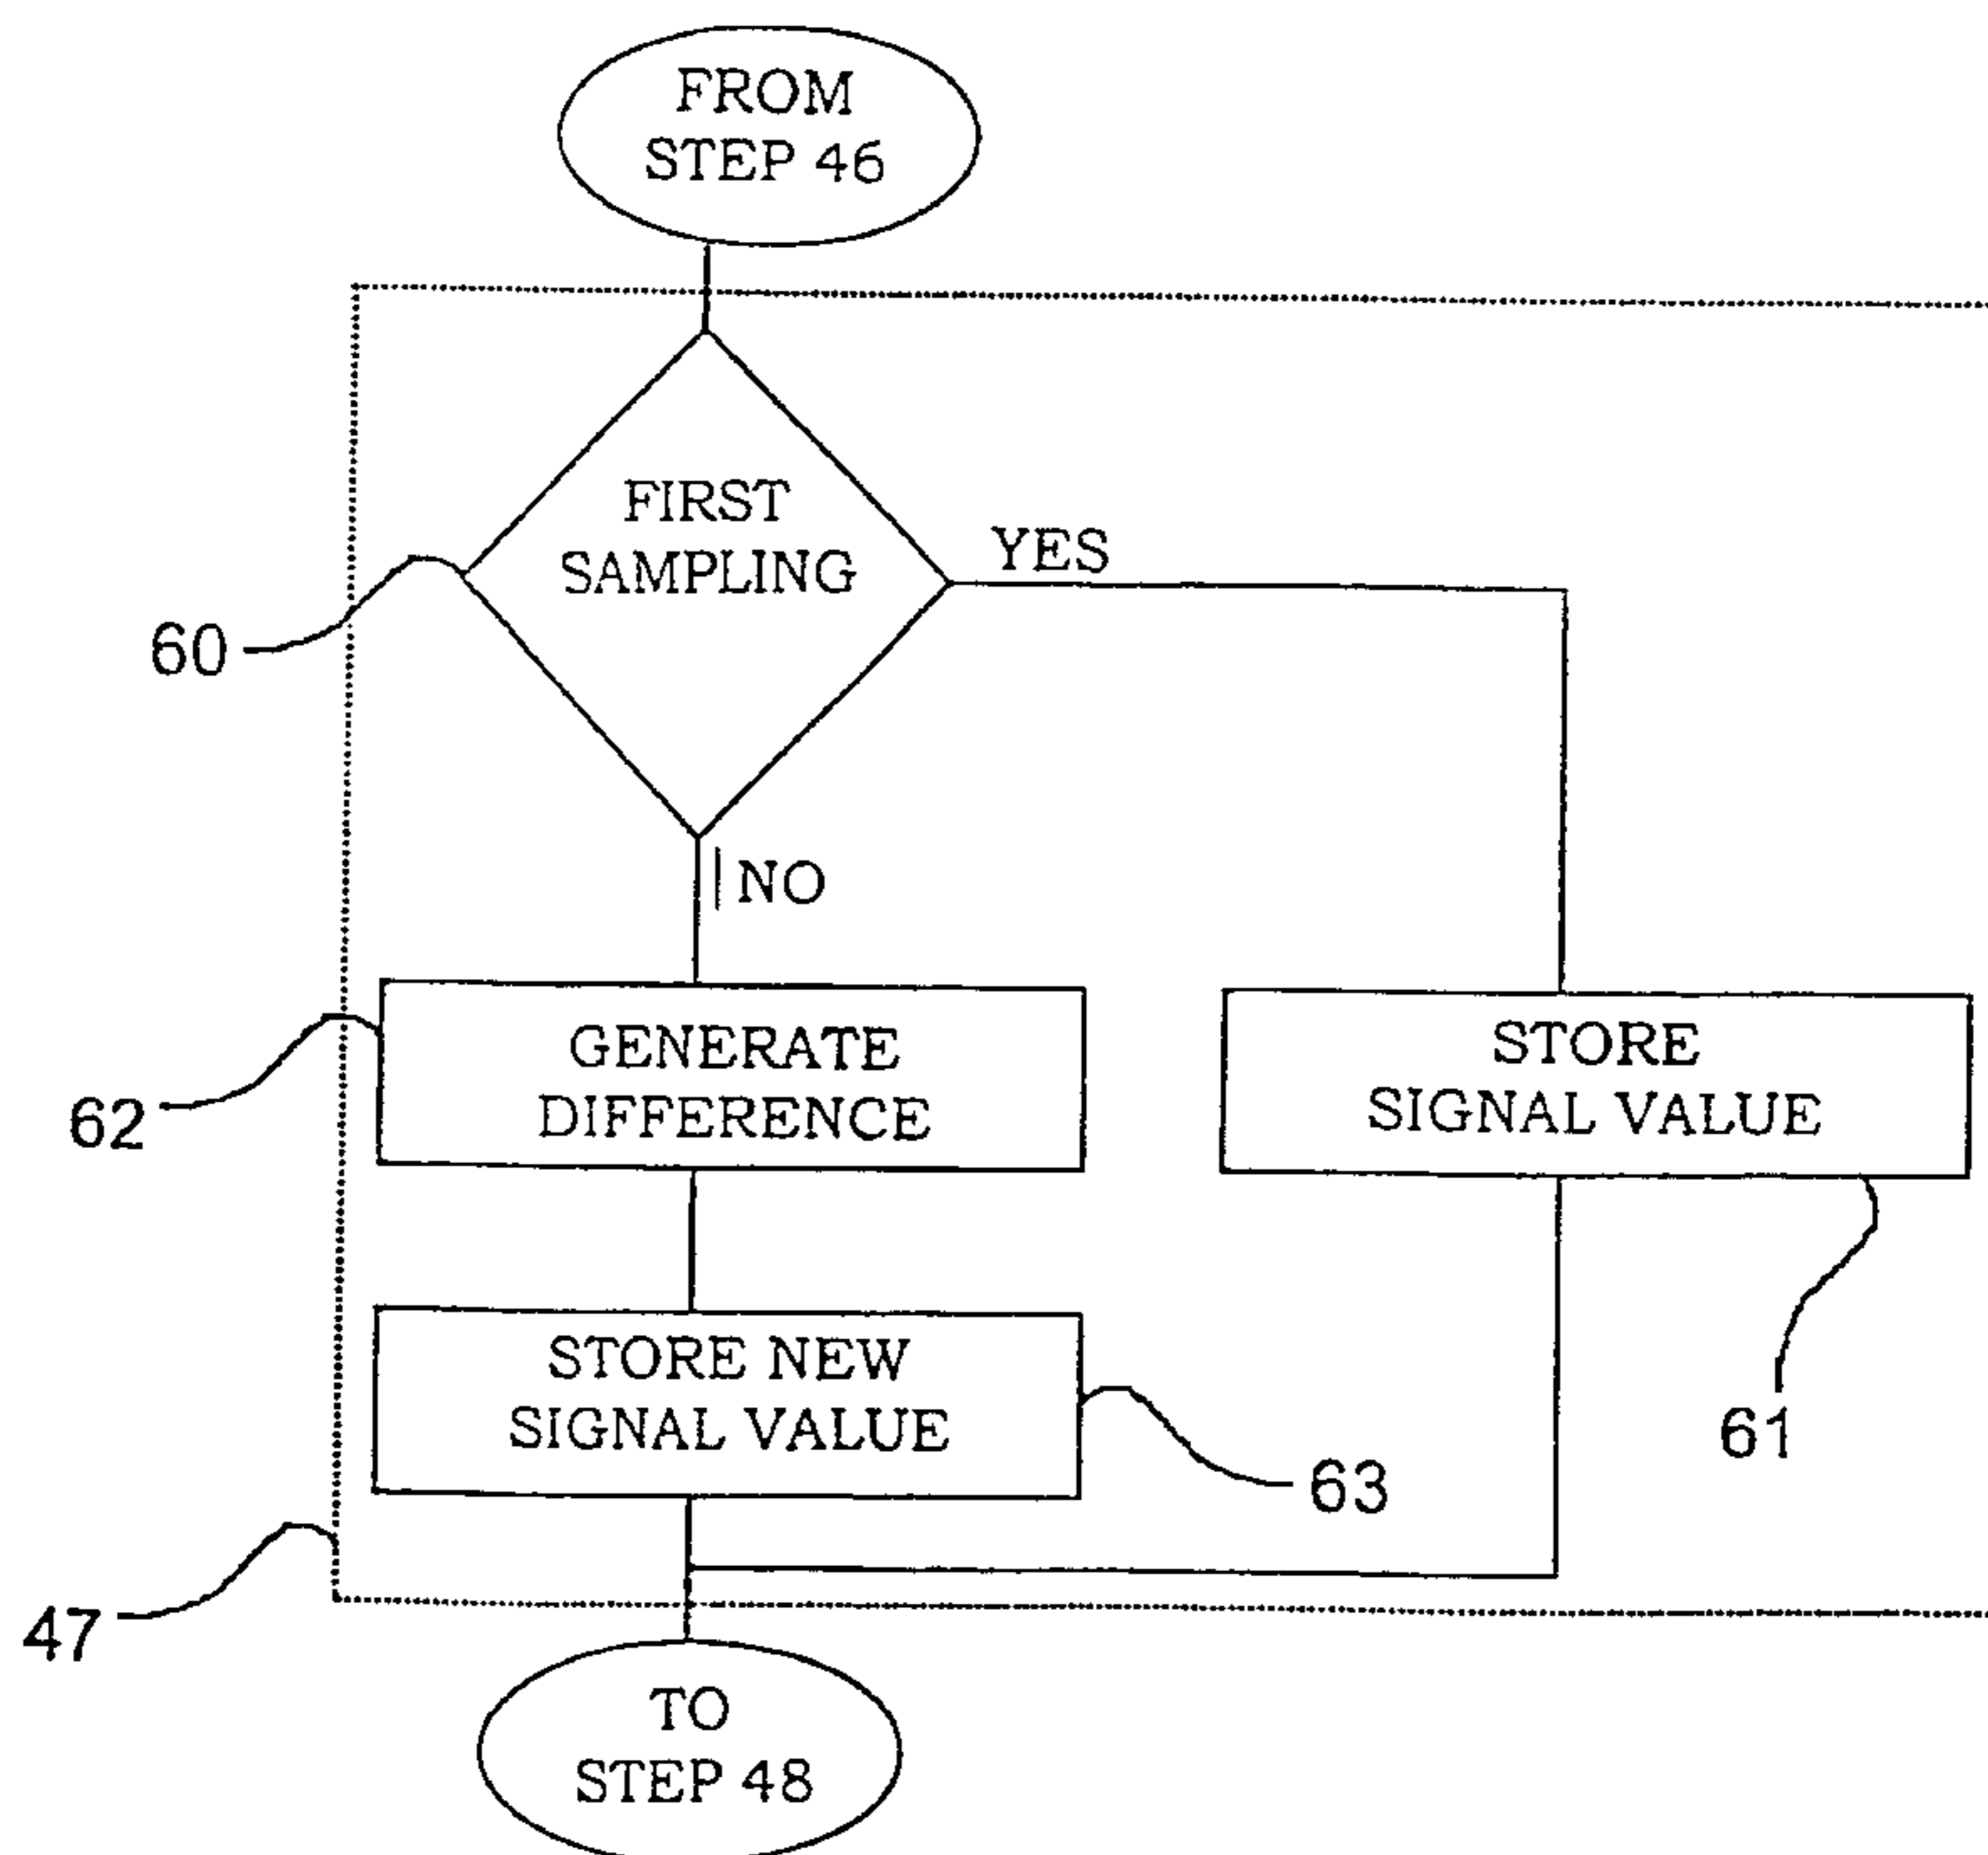 FROM
STEP 46
FIRST
SAMPLING
YES
60
NO
GENERATE
DIFFERENCE
62
STORE
SIGNAL VALUE
61
STORE NEW
SIGNAL VALUE
63
47
TO
STEP 48